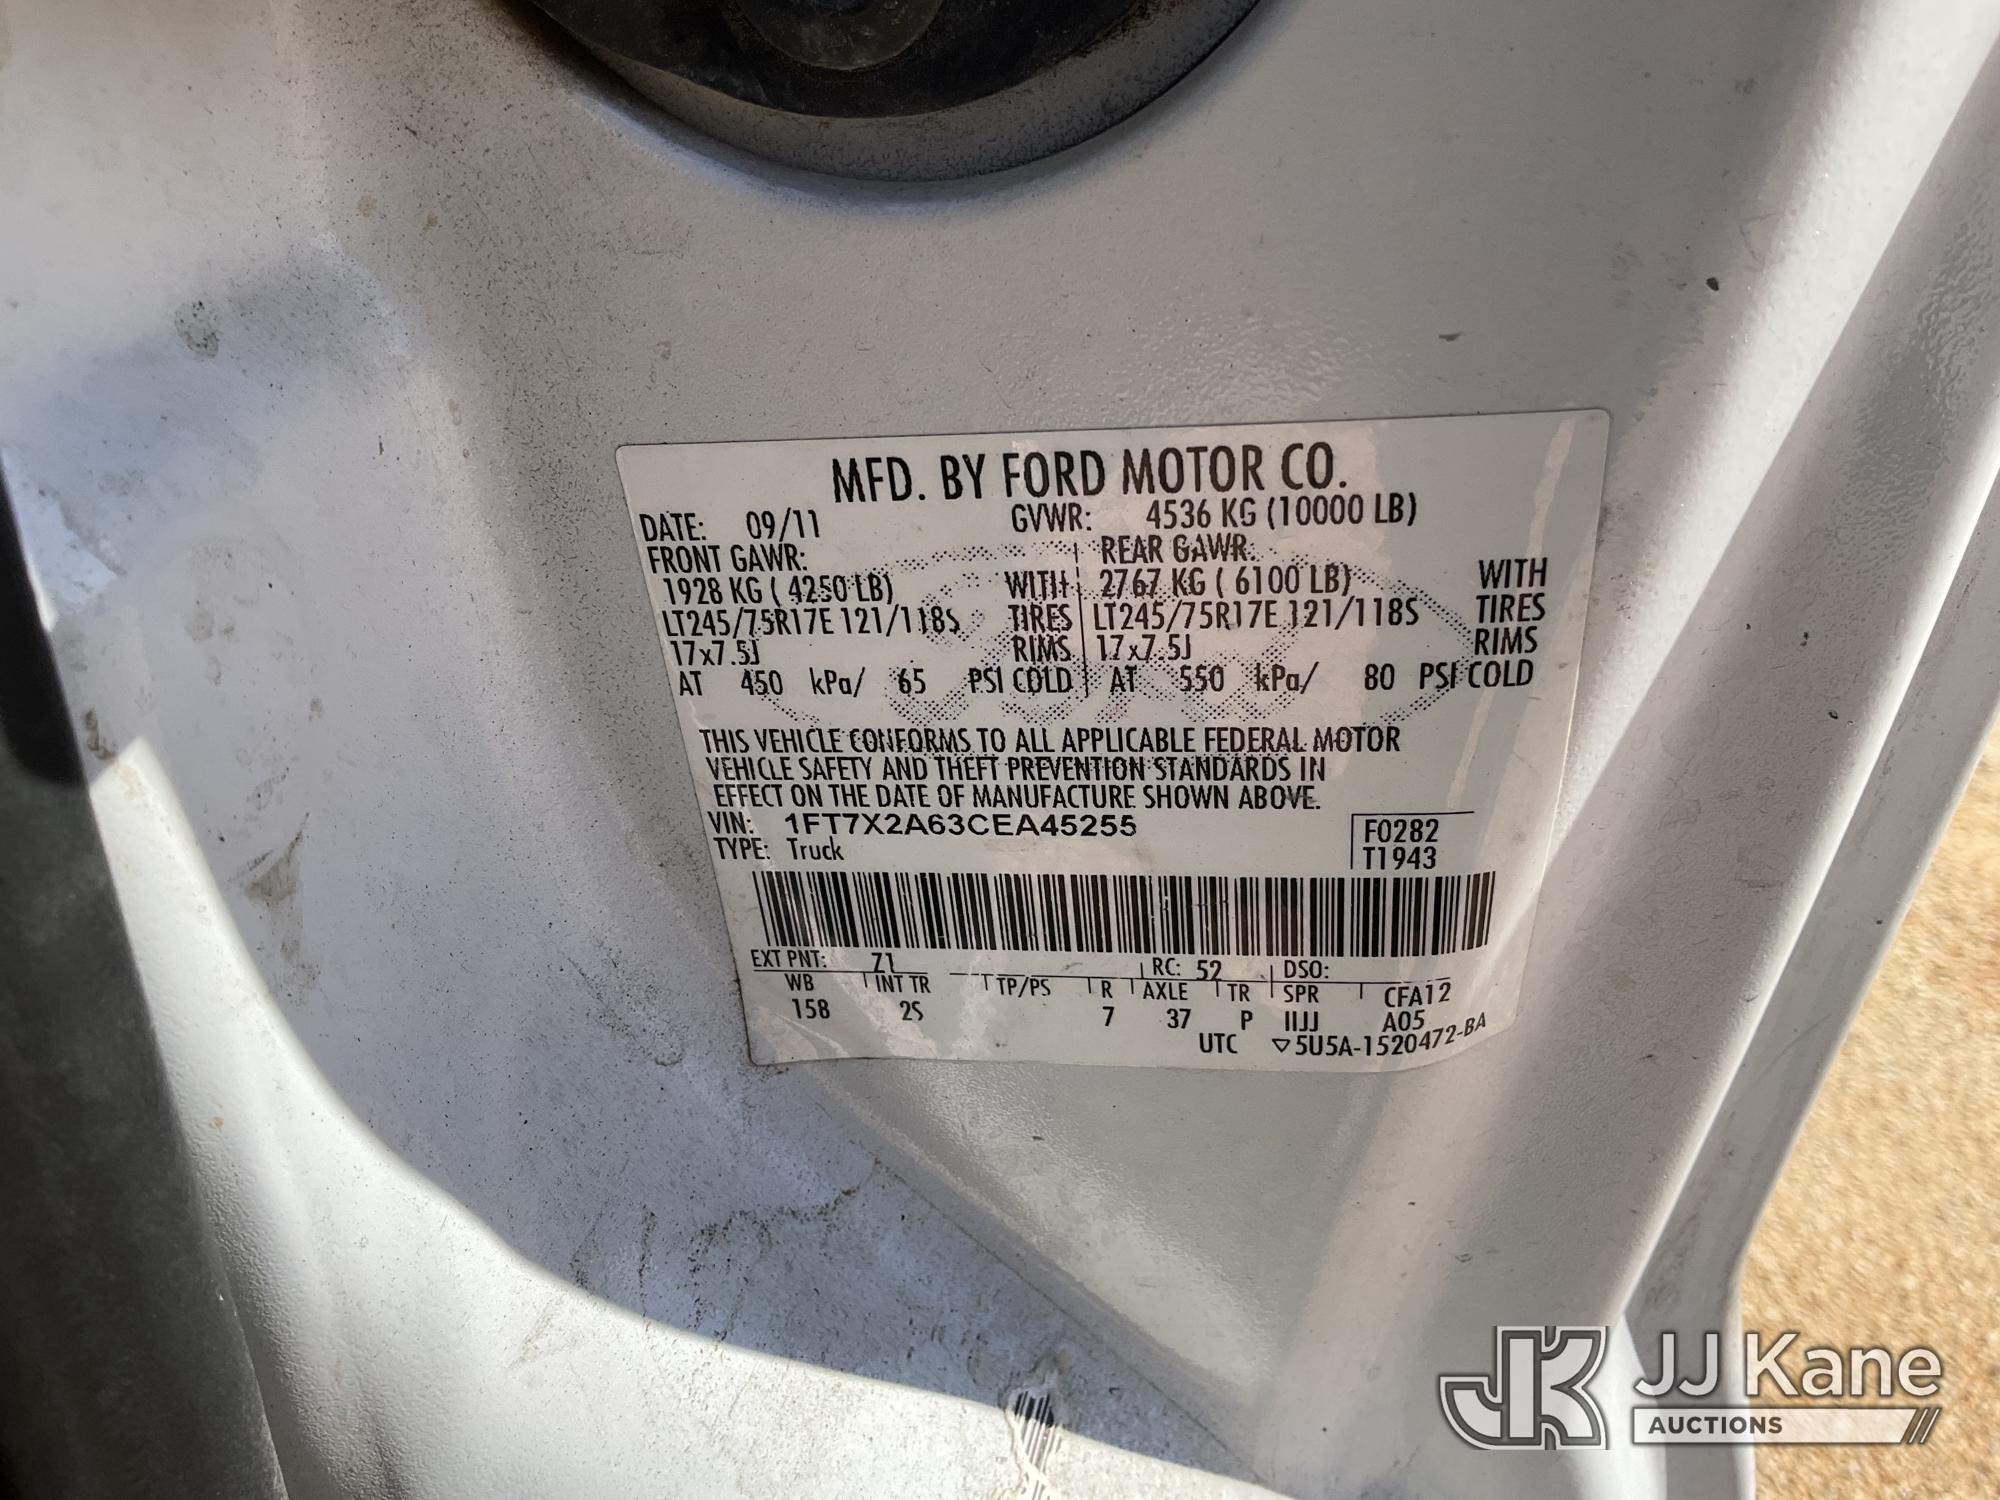 MFD. BY FORD MOTOR CO.
DATE: 09/11 GVWR: 4536 KG (10000 LB)
FRONT GAWR: REAR GAWR:
1928 KG ( 4250 LB) WITH 2767 KG ( 6100 LB) WITH
LT245/75R17E 121/118S TIRES LT245/75R17E 121/118S TIRES
17x7.5J RIMS 17x7.5J RIMS
AT 450 kPa/ 65 PSI COLD AT 550 kPa/ 80 PSI COLD
THIS VEHICLE CONFORMS TO ALL APPLICABLE FEDERAL MOTOR
VEHICLE SAFETY AND THEFT PREVENTION STANDARDS IN
EFFECT ON THE DATE OF MANUFACTURE SHOWN ABOVE.
VIN: 1FT7X2A63CEA45255 F0282
TYPE: Truck T1943
EXT PNT: Z1 RC: 52 DSO:
WB INT TR TP/PS R AXLE TR SPR CFA12
158 2S 7 37 P IIJJ A05
UTC ▽5U5A-1520472-BA
JK JJ Kane
AUCTIONS